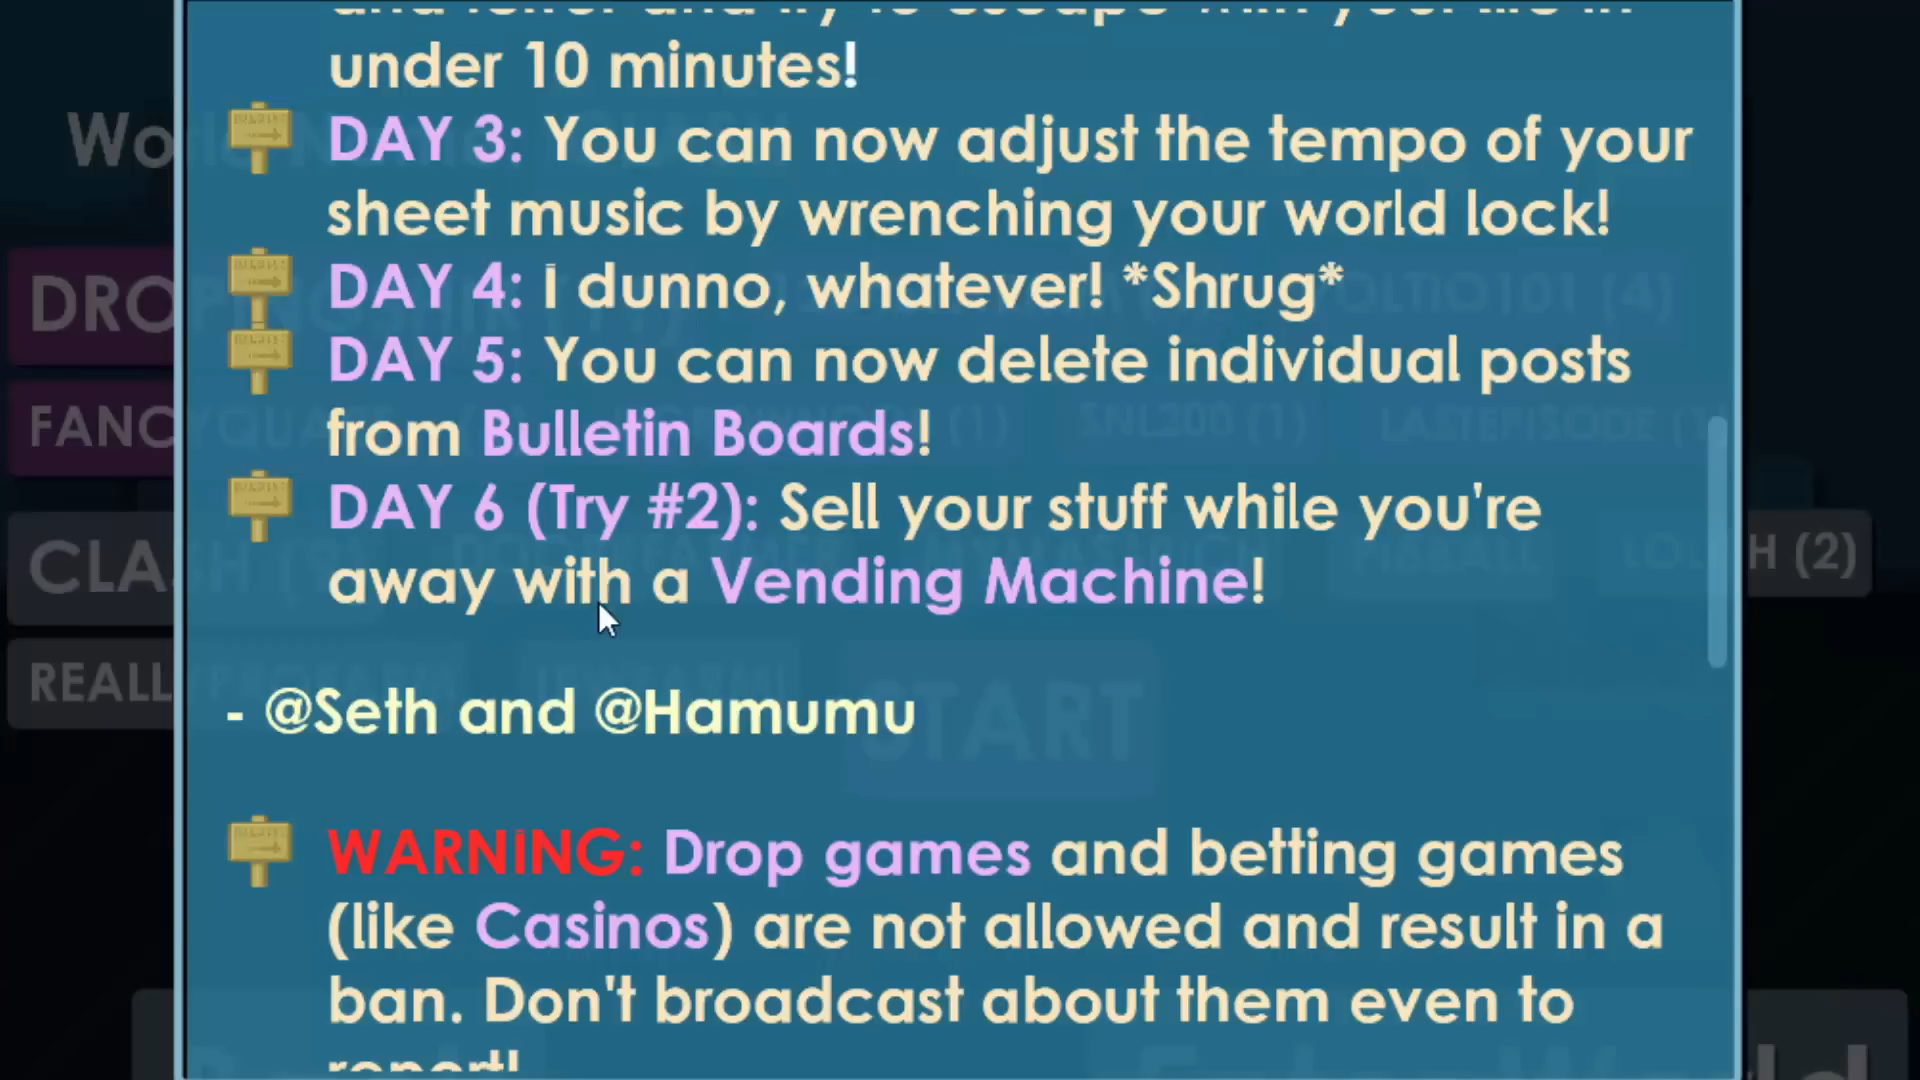 under 10 minutes!
DAY 3: You can now adjust the tempo of your
sheet music by wrenching your world lock!
DAY 4: I dunno, whatever! *Shrug*
DAY 5: You can now delete individual posts
from Bulletin Boards!
DAY 6 (Try #2): Sell your stuff while you're
away with a Vending Machine!
- @Seth and @Hamumu
START
WARNING: Drop games and betting games
(like Casinos) are not allowed and result in a
ban. Don't broadcast about them even to
report!